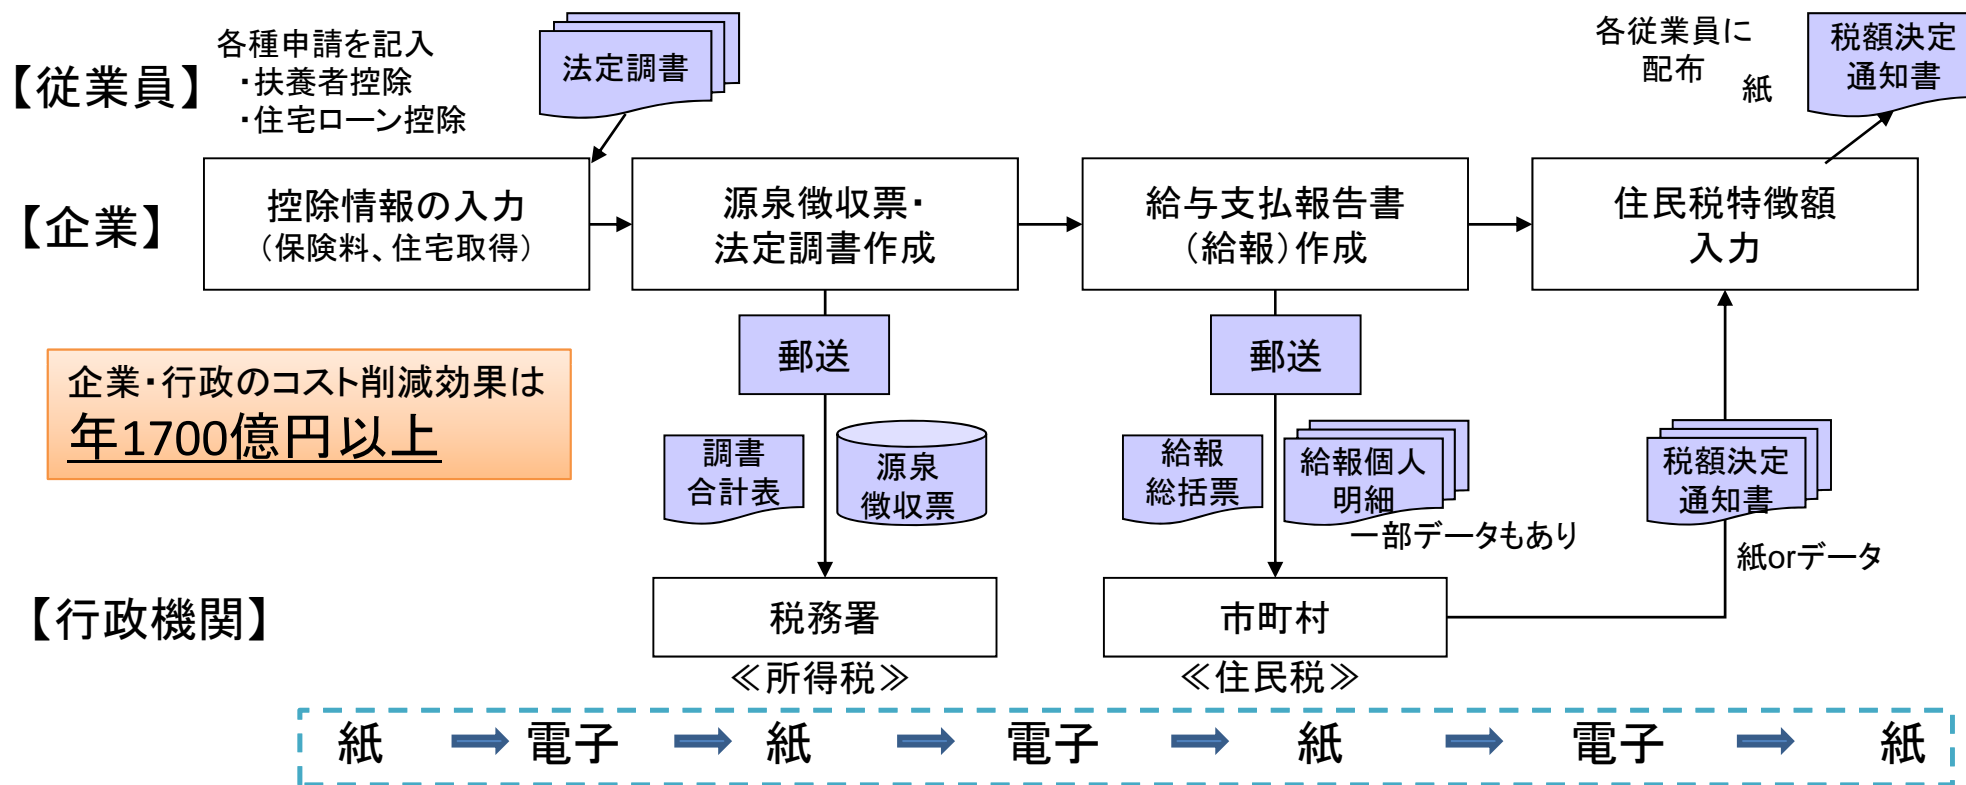 【従業員】
各種申請を記入
・扶養者控除
・住宅ローン控除
法定調書
各従業員に
配布
紙
税額決定
通知書
【企業】
控除情報の入力
（保険料、住宅取得）
源泉徴収票・
法定調書作成
給与支払報告書
（給報）作成
住民税特徴額
入力
郵送
郵送
企業・行政のコスト削減効果は
年1700億円以上
調書
合計表
源泉
徴収票
給報
総括票
給報個人
明細
一部データもあり
税額決定
通知書
紙orデータ
【行政機関】
税務署
≪所得税≫
市町村
≪住民税≫
紙 電子 紙 電子 紙 電子 紙